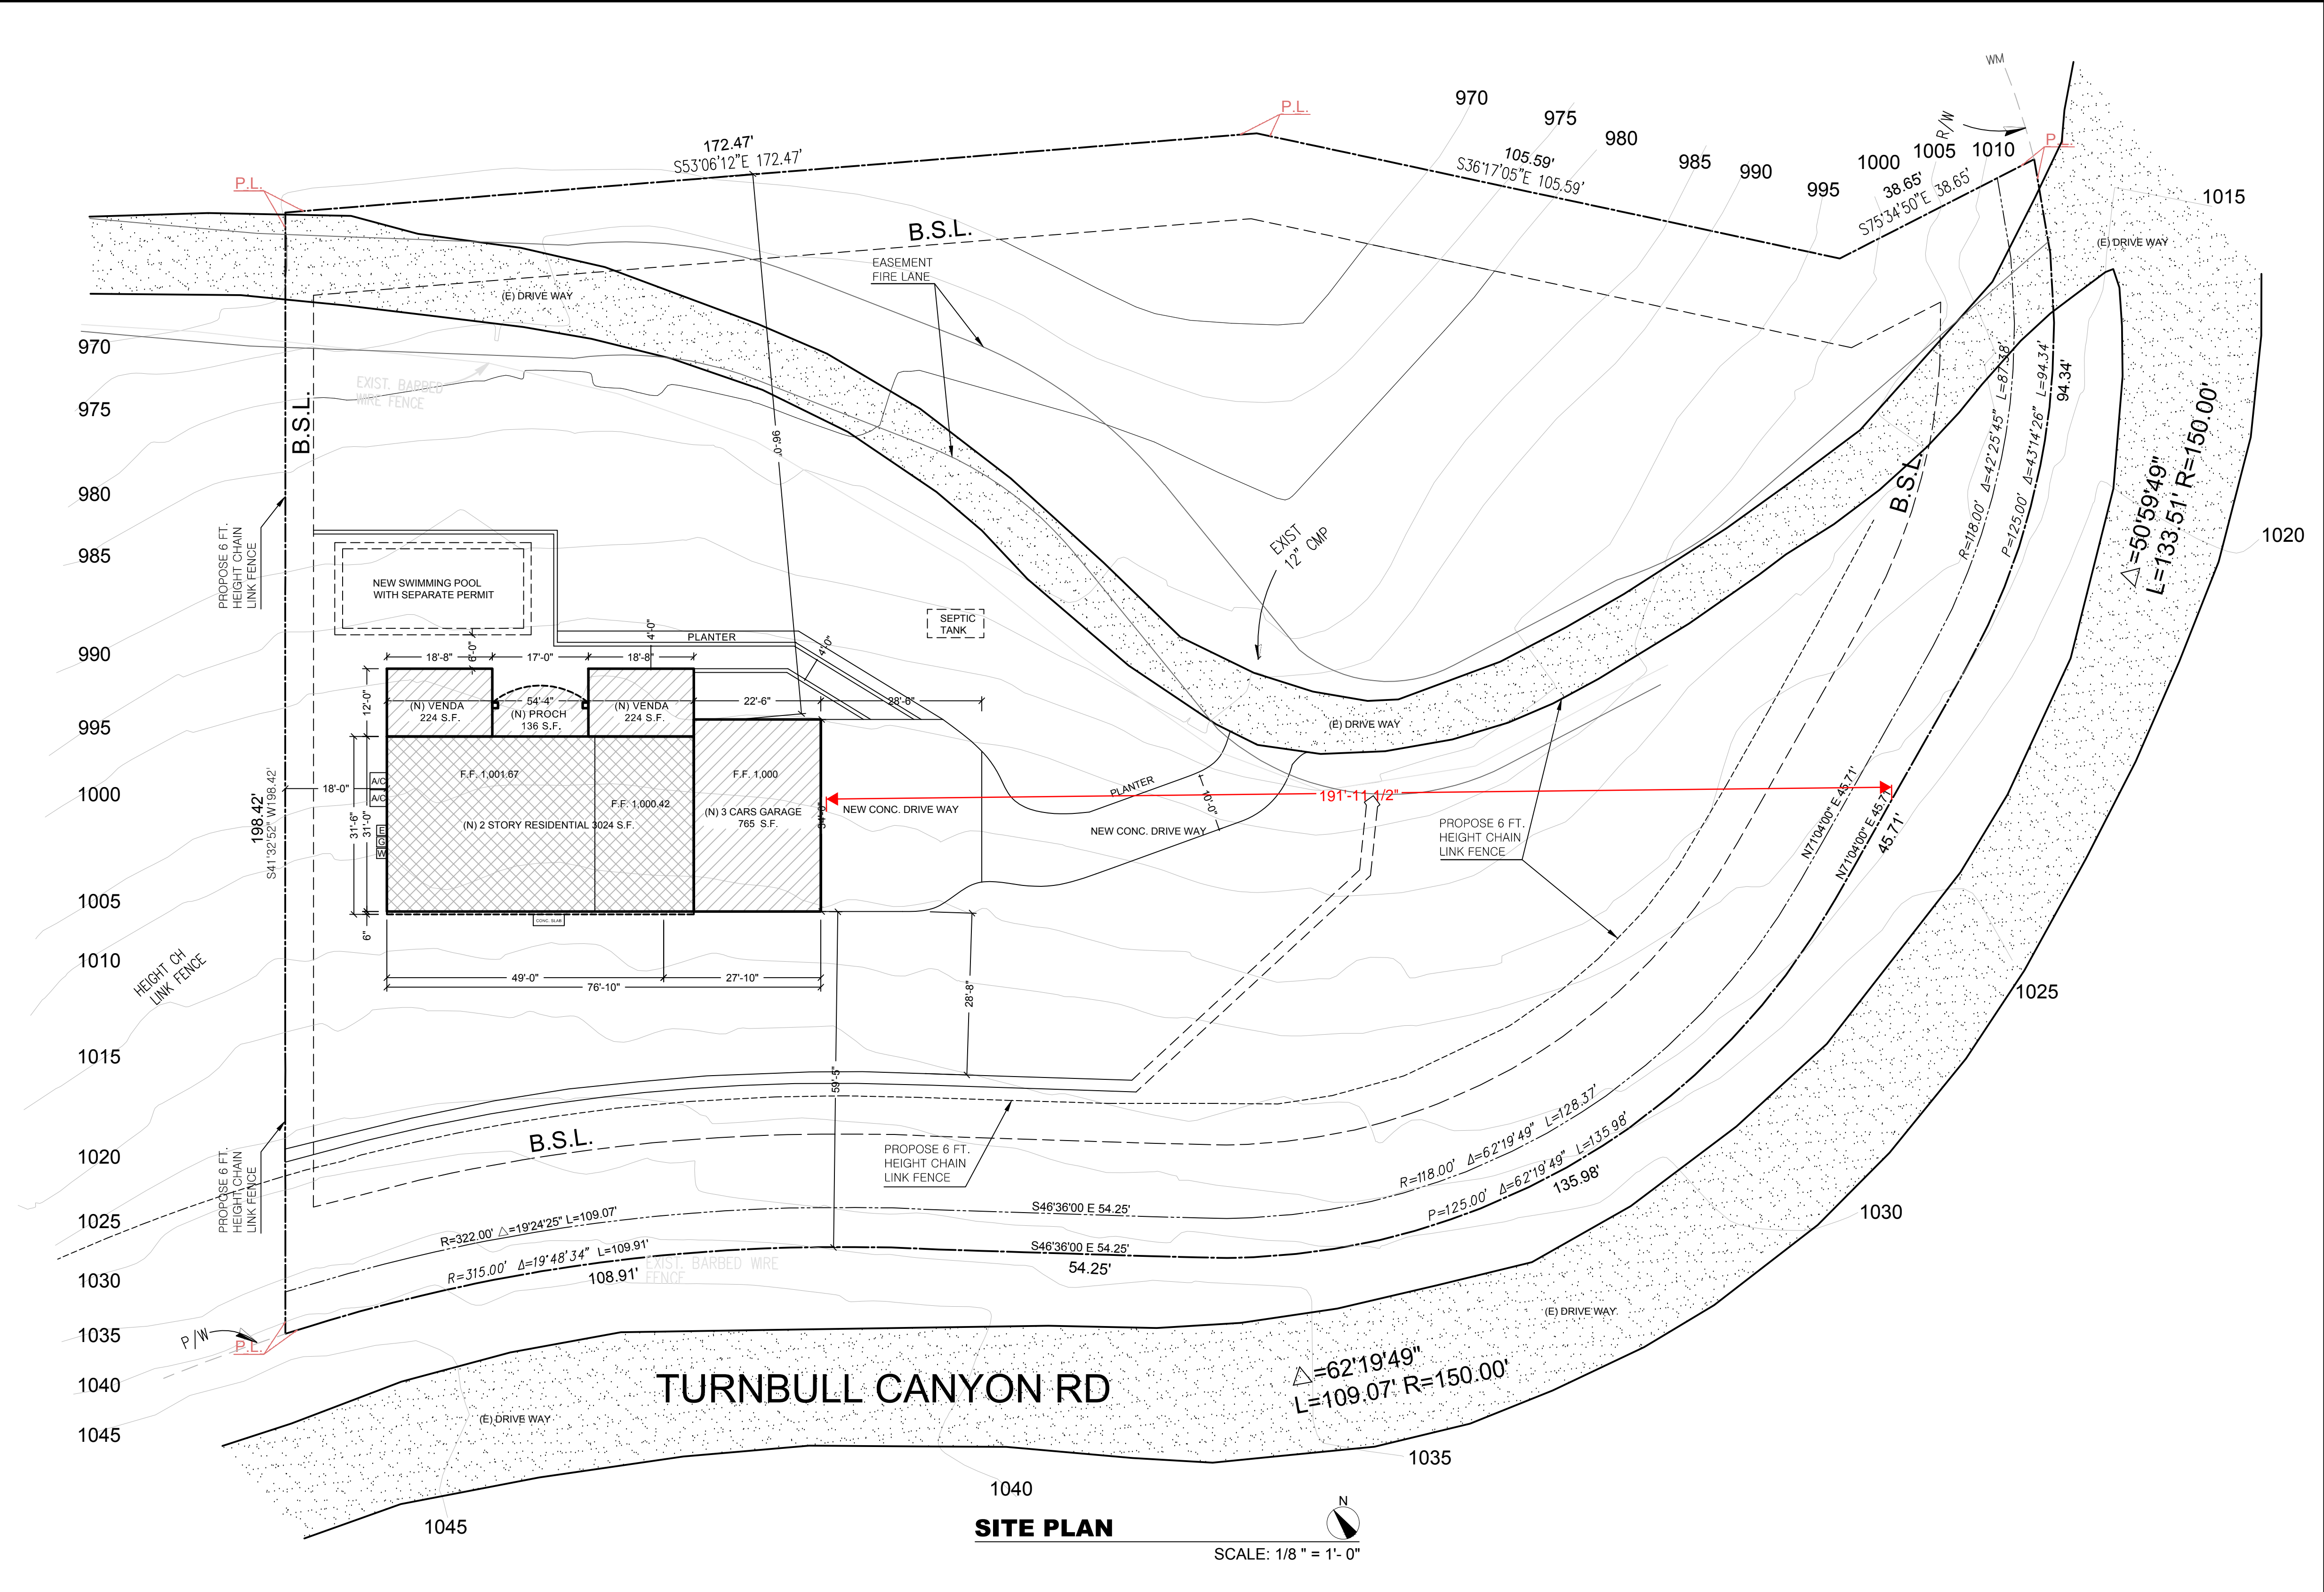 WM
P.L.
970
975
980
985
990
995
1000
1005
1010
R/W
P.
1015
172.47'
S53°06'12"E 172.47'
105.59'
S36°17'05"E 105.59'
38.65'
S75°34'50"E 38.65'
P.L.
B.S.L.
EASEMENT
FIRE LANE
(E) DRIVE WAY
(E) DRIVE WAY
970
975
980
985
990
995
1000
1005
1010
1015
1020
1025
1030
1035
1040
1045
EXIST. BARBED
WIRE FENCE
B.S.L.
96'-0
PROPOSE 6 FT.
HEIGHT CHAIN
LINK FENCE
NEW SWIMMING POOL
WITH SEPARATE PERMIT
EXIST
12" CMP
SEPTIC
TANK
PLANTER
4'-0"
4'-0"
6'-0"
18'-8"
17'-0"
18'-8"
54'-4"
22'-6"
28'-6"
12'-0"
(N) VENDA
224 S.F.
(N) PROCH
136 S.F.
(N) VENDA
224 S.F.
(E) DRIVE WAY
F.F. 1,001.67
F.F. 1,000.42
F.F. 1,000
A/C
A/C
E
G
W
18'-0"
31'-6"
31'-0"
6"
34'-0"
(N) 2 STORY RESIDENTIAL 3024 S.F.
(N) 3 CARS GARAGE
765 S.F.
NEW CONC. DRIVE WAY
PLANTER
10'-0"
NEW CONC. DRIVE WAY
191'-11 1/2"
CONC. SLAB
198.42'
S41°32'52" W198.42'
49'-0"
27'-10"
76'-10"
28'-8"
59'-5"
HEIGHT CH
LINK FENCE
PROPOSE 6 FT.
HEIGHT CHAIN
LINK FENCE
B.S.L.
R=118.00' Δ=42°25'45" L=87.38'
P=125.00' Δ=43°14'26" L=94.34'
94.34'
△=50'59'49"
L=133.51' R=150.00'
1020
N71'04'00" E 45.71'
N71'04'00" E 45.71'
45.71'
1025
PROPOSE 6 FT.
HEIGHT CHAIN
LINK FENCE
B.S.L.
PROPOSE 6 FT.
HEIGHT CHAIN
LINK FENCE
R=118.00' Δ=62°19'49" L=128.37'
P=125.00' Δ=62°19'49" L=135.98'
135.98'
1030
S46'36'00 E 54.25'
S46'36'00 E 54.25'
54.25'
R=322.00' △=19'24'25" L=109.07'
R=315.00' Δ=19°48'34" L=109.91'
108.91'
EXIST. BARBED WIRE
FENCE
P/W
P.L.
(E) DRIVE WAY
TURNBULL CANYON RD
△=62'19'49"
L=109.07' R=150.00'
(E) DRIVE WAY
1035
1040
1045
N
SITE PLAN
SCALE: 1/8 " = 1'- 0"